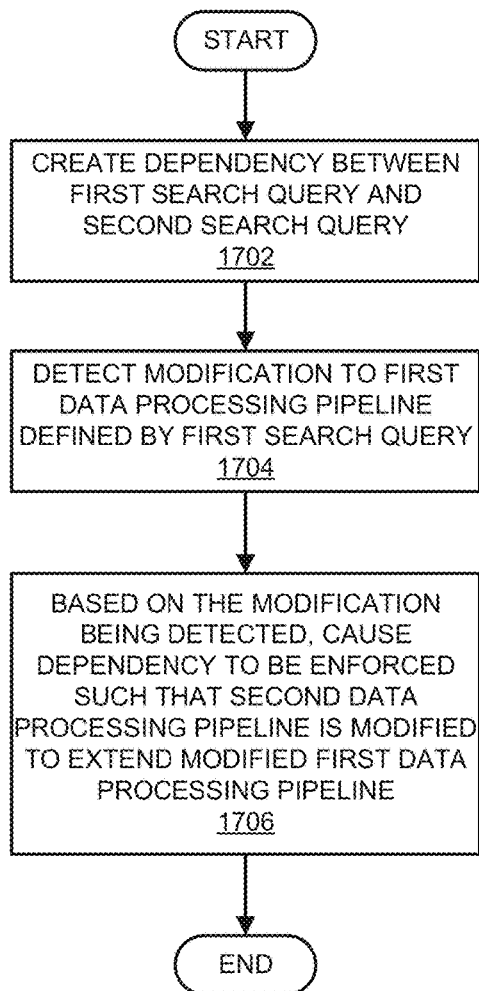 START
CREATE DEPENDENCY BETWEEN
FIRST SEARCH QUERY AND
SECOND SEARCH QUERY
1702
DETECT MODIFICATION TO FIRST
DATA PROCESSING PIPELINE
DEFINED BY FIRST SEARCH QUERY
1704
BASED ON THE MODIFICATION
BEING DETECTED, CAUSE
DEPENDENCY TO BE ENFORCED
SUCH THAT SECOND DATA
PROCESSING PIPELINE IS MODIFIED
TO EXTEND MODIFIED FIRST DATA
PROCESSING PIPELINE
1706
END